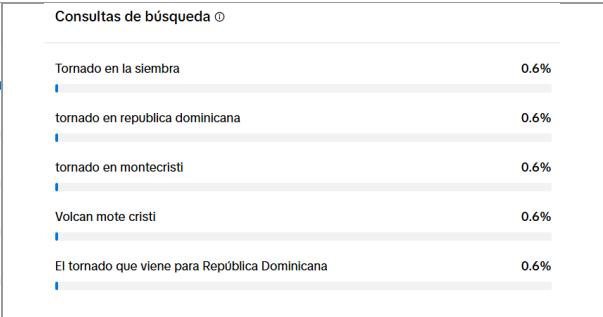 Consultas de búsqueda
Tornado en la siembra 0.6%
tornado en republica dominicana 0.6%
tornado en montecristi 0.6%
Volcan mote cristi 0.6%
El tornado que viene para República Dominicana 0.6%